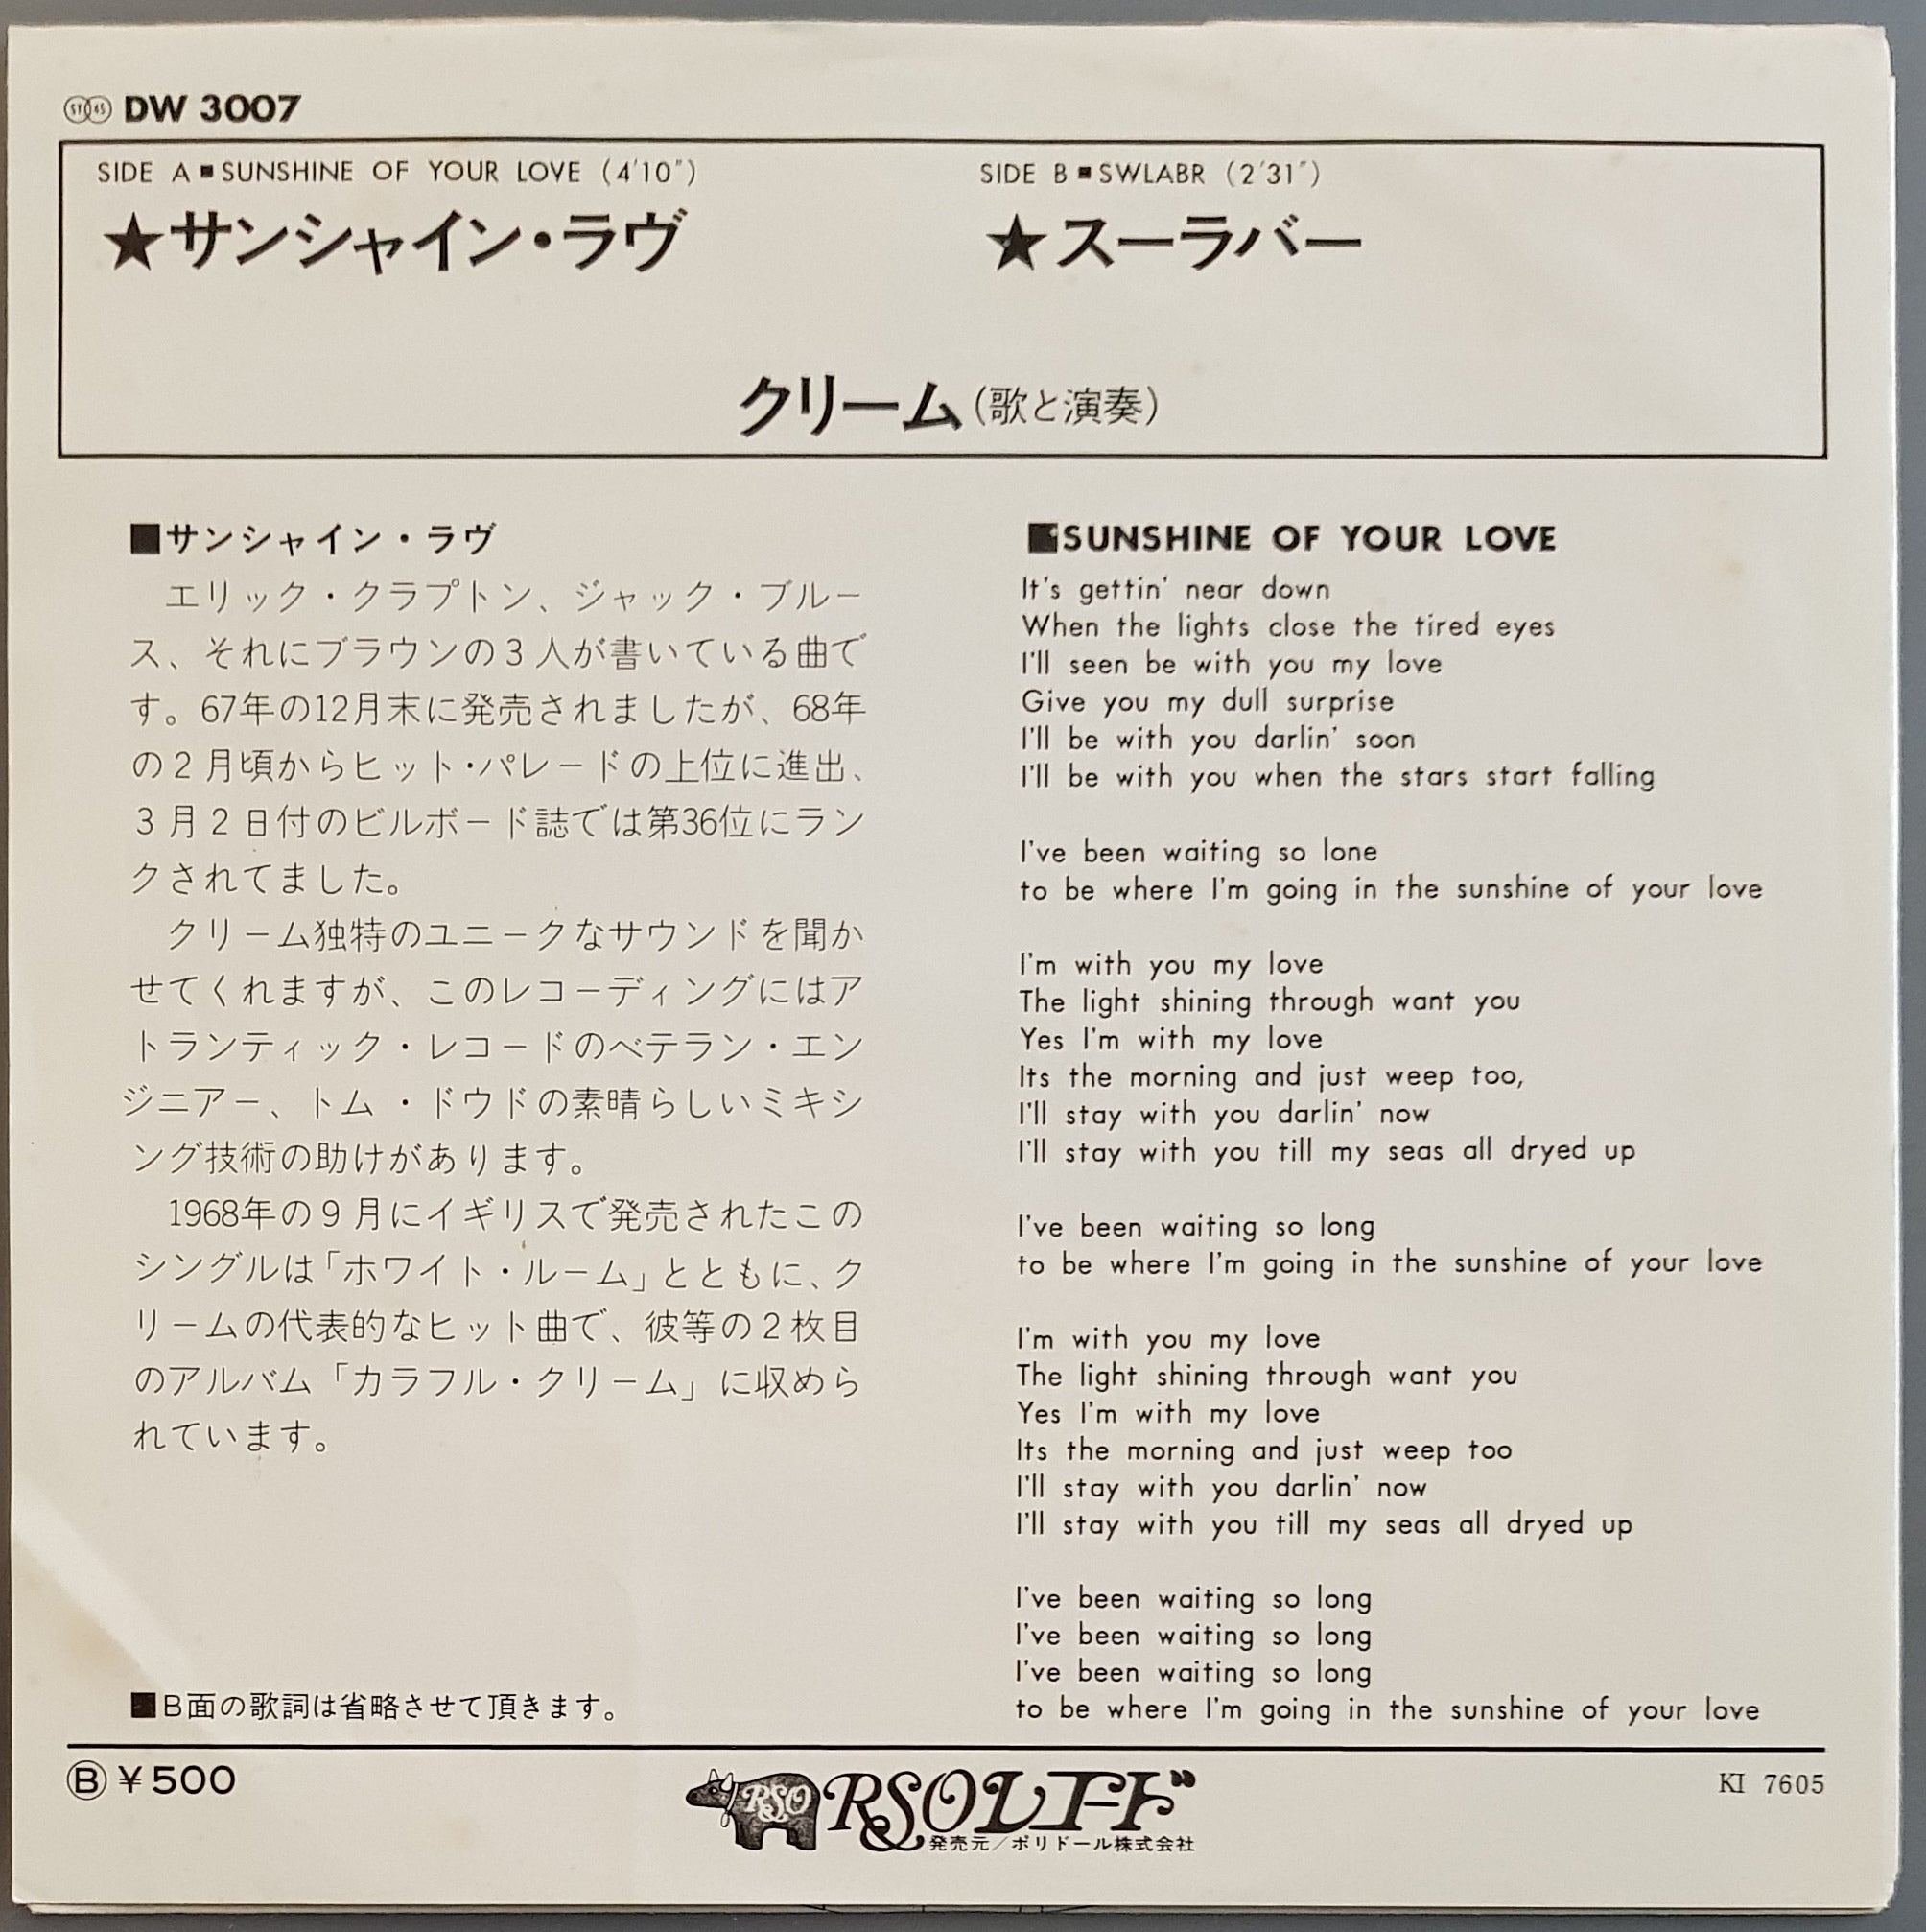 ST 45 DW 3007
SIDE A■SUNSHINE OF YOUR LOVE (4′10″)
★サンシャイン・ラヴ
SIDE B■SWLABR (2′31″)
★スーラバー
クリーム(歌と演奏)
■サンシャイン・ラヴ
エリック・クラプトン、ジャック・ブルー
ス、それにブラウンの3人が書いている曲で
す。67年の12月末に発売されましたが、68年
の2月頃からヒット・パレードの上位に進出、
3月2日付のビルボード誌では第36位にラン
クされてました。
クリーム独特のユニークなサウンドを聞か
せてくれますが、このレコーディングにはア
トランティック・レコードのベテラン・エン
ジニアー、トム・ドウドの素晴らしいミキシ
ング技術の助けがあります。
1968年の9月にイギリスで発売されたこの
シングルは「ホワイト・ルーム」とともに、ク
リームの代表的なヒット曲で、彼等の2枚目
のアルバム「カラフル・クリーム」に収めら
れています。
■B面の歌詞は省略させて頂きます。
■SUNSHINE OF YOUR LOVE
It's gettin' near down
When the lights close the tired eyes
I'll seen be with you my love
Give you my dull surprise
I'll be with you darlin' soon
I'll be with you when the stars start falling
I've been waiting so lone
to be where I'm going in the sunshine of your love
I'm with you my love
The light shining through want you
Yes I'm with my love
Its the morning and just weep too,
I'll stay with you darlin' now
I'll stay with you till my seas all dryed up
I've been waiting so long
to be where I'm going in the sunshine of your love
I'm with you my love
The light shining through want you
Yes I'm with my love
Its the morning and just weep too
I'll stay with you darlin' now
I'll stay with you till my seas all dryed up
I've been waiting so long
I've been waiting so long
I've been waiting so long
to be where I'm going in the sunshine of your love
Ⓑ ¥500
RSO RSOレコード
発売元/ポリドール株式会社
KI 7605